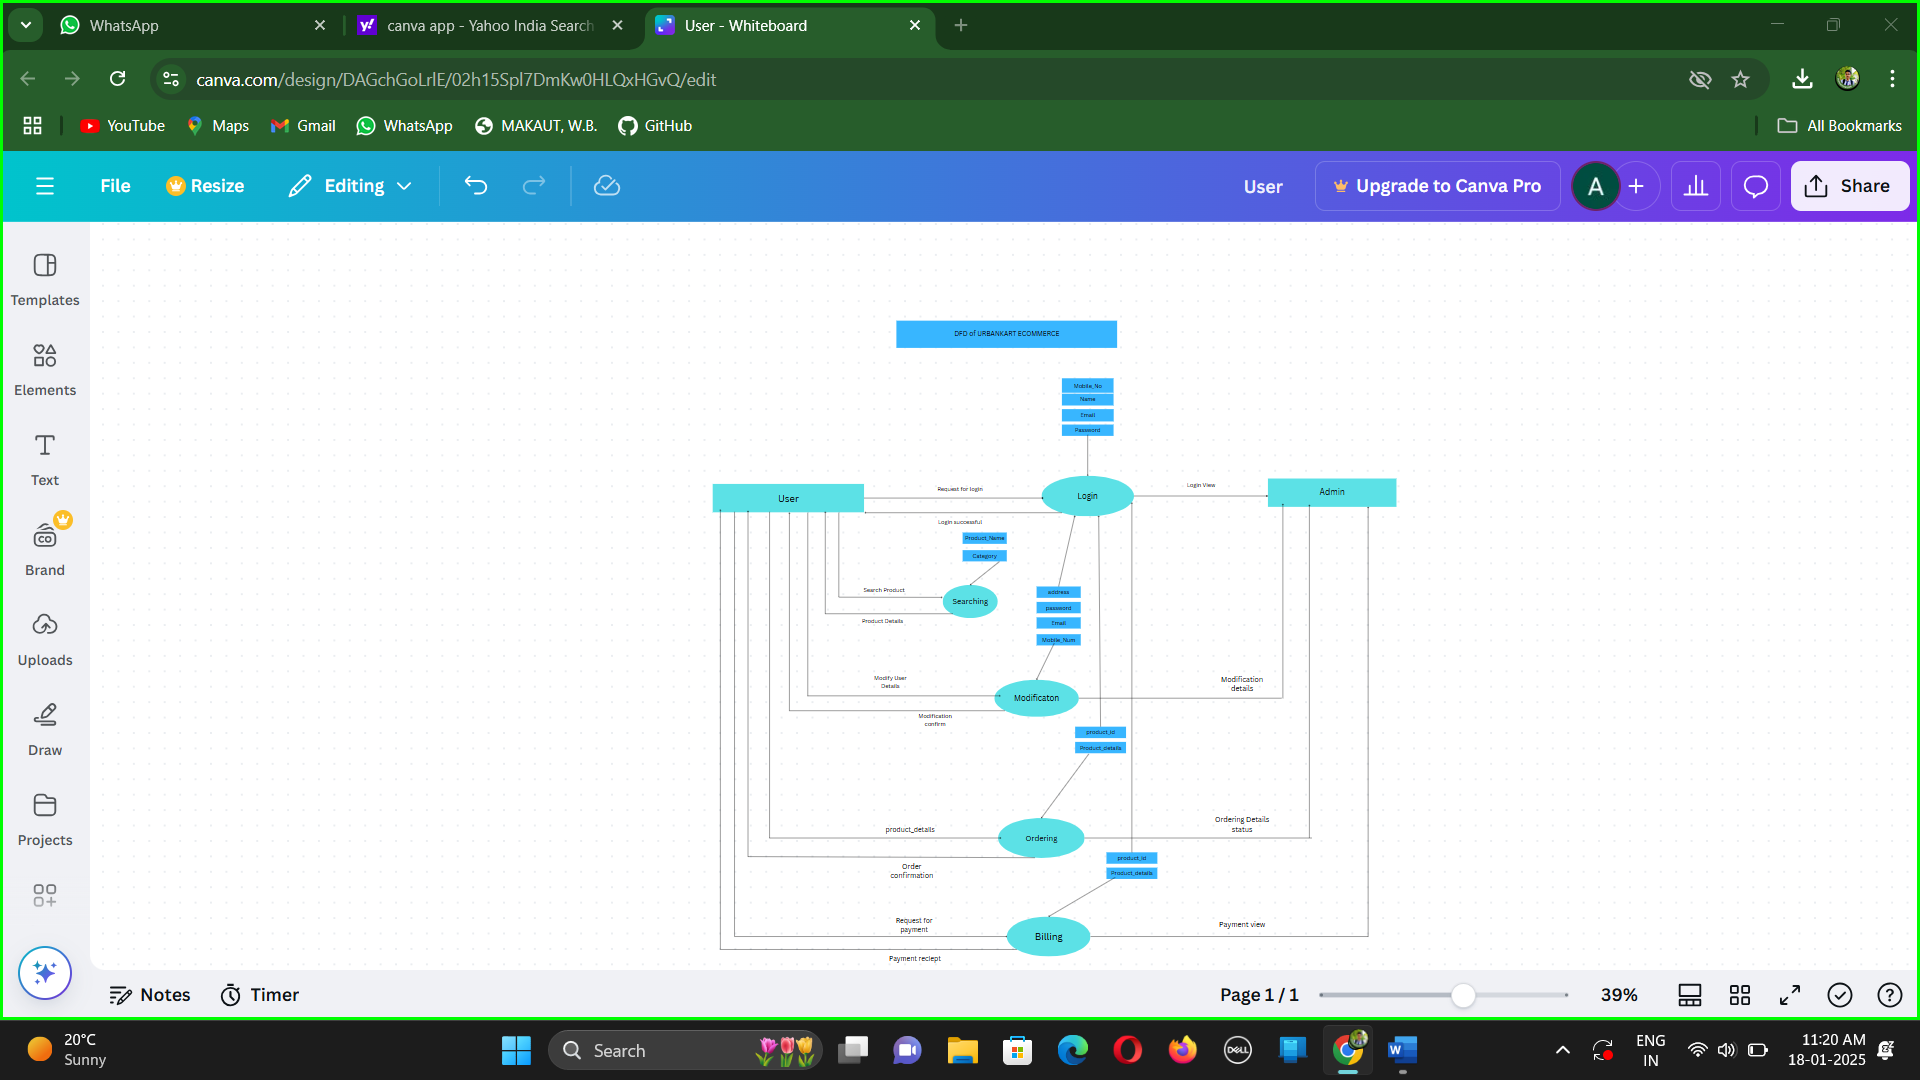 WhatsApp
canva app - Yahoo India Search
User - Whiteboard
canva.com/design/DAGchGoLrlE/02h15Spl7DmKw0HLQxHGvQ/edit
YouTube
Maps
Gmail
WhatsApp
MAKAUT, W.B.
GitHub
All Bookmarks
File
Resize
Editing
User
Upgrade to Canva Pro
A
Share
Templates
Elements
Text
Brand
Uploads
Draw
Projects
DFD of URBANKART ECOMMERCE
Mobile_No
Name
Email
Password
User
Request for login
Login
Login View
Admin
Login successful
Product_Name
Category
Search Product
Searching
Product Details
address
password
Email
Mobile_Num
Modify User
Details
Modificaton
Modification
details
Modification
confirm
product_id
Product_details
product_details
Ordering
Ordering Details
status
Order
confirmation
product_id
Product_details
Request for
payment
Billing
Payment view
Payment reciept
Notes
Timer
Page 1 / 1
39%
20°C
Sunny
Search
DELL
ENG
IN
11:20 AM
18-01-2025